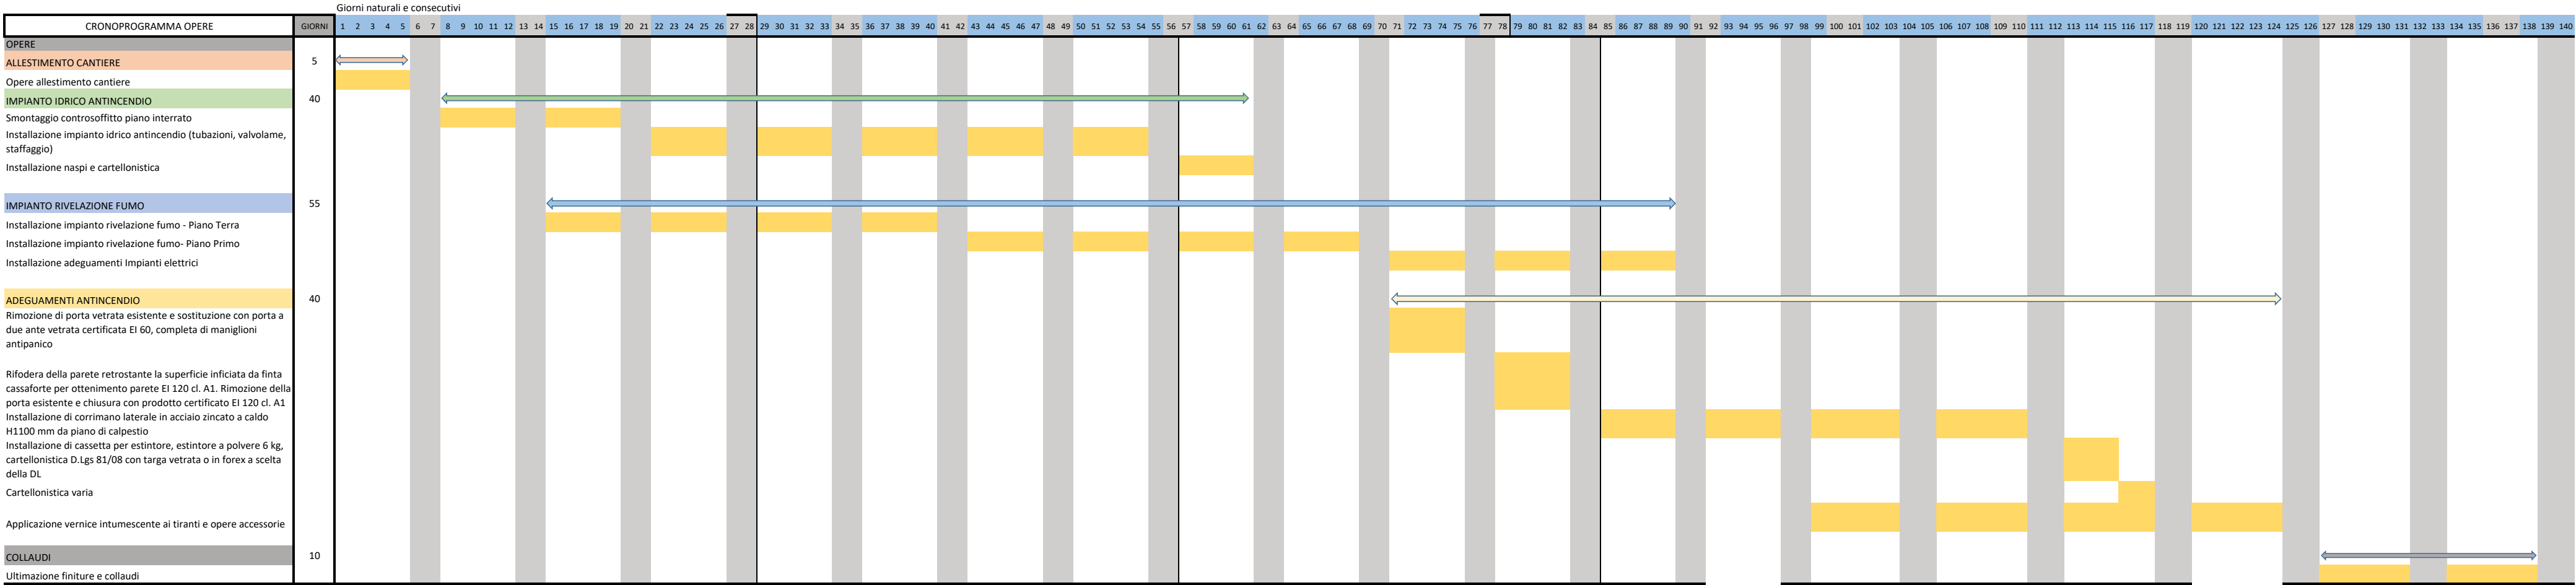 Giorni naturali e consecutivi
CRONOPROGRAMMA OPERE GIORNI 1 2 3 4 5 6 7 8 9 10 11 12 13 14 15 16 17 18 19 20 21 22 23 24 25 26 27 28 29 30 31 32 33 34 35 36 37 38 39 40 41 42 43 44 45 46 47 48 49 50 51 52 53 54 55 56 57 58 59 60 61 62 63 64 65 66 67 68 69 70 71 72 73 74 75 76 77 78 79 80 81 82 83 84 85 86 87 88 89 90 91 92 93 94 95 96 97 98 99 100 101 102 103 104 105 106 107 108 109 110 111 112 113 114 115 116 117 118 119 120 121 122 123 124 125 126 127 128 129 130 131 132 133 134 135 136 137 138 139 140
OPERE
ALLESTIMENTO CANTIERE 5
Opere allestimento cantiere
IMPIANTO IDRICO ANTINCENDIO 40
Smontaggio controsoffitto piano interrato
Installazione impianto idrico antincendio (tubazioni, valvolame,
staffaggio)
Installazione naspi e cartellonistica
IMPIANTO RIVELAZIONE FUMO 55
Installazione impianto rivelazione fumo - Piano Terra
Installazione impianto rivelazione fumo- Piano Primo
Installazione adeguamenti Impianti elettrici
ADEGUAMENTI ANTINCENDIO 40
Rimozione di porta vetrata esistente e sostituzione con porta a
due ante vetrata certificata EI 60, completa di maniglioni
antipanico
Rifodera della parete retrostante la superficie inficiata da finta
cassaforte per ottenimento parete EI 120 cl. A1. Rimozione della
porta esistente e chiusura con prodotto certificato EI 120 cl. A1
Installazione di corrimano laterale in acciaio zincato a caldo
H1100 mm da piano di calpestio
Installazione di cassetta per estintore, estintore a polvere 6 kg,
cartellonistica D.Lgs 81/08 con targa vetrata o in forex a scelta
della DL
Cartellonistica varia
Applicazione vernice intumescente ai tiranti e opere accessorie
COLLAUDI 10
Ultimazione finiture e collaudi